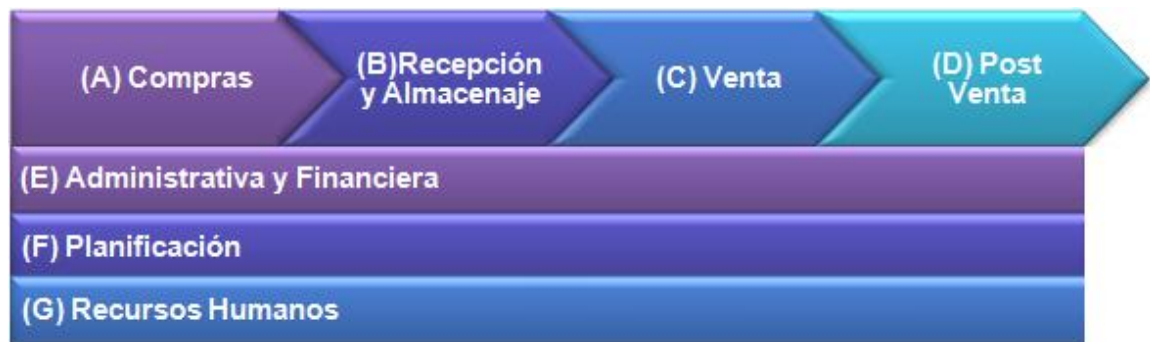 (A) Compras
(B)Recepción
y Almacenaje
(C) Venta
(D) Post
Venta
(E) Administrativa y Financiera
(F) Planificación
(G) Recursos Humanos